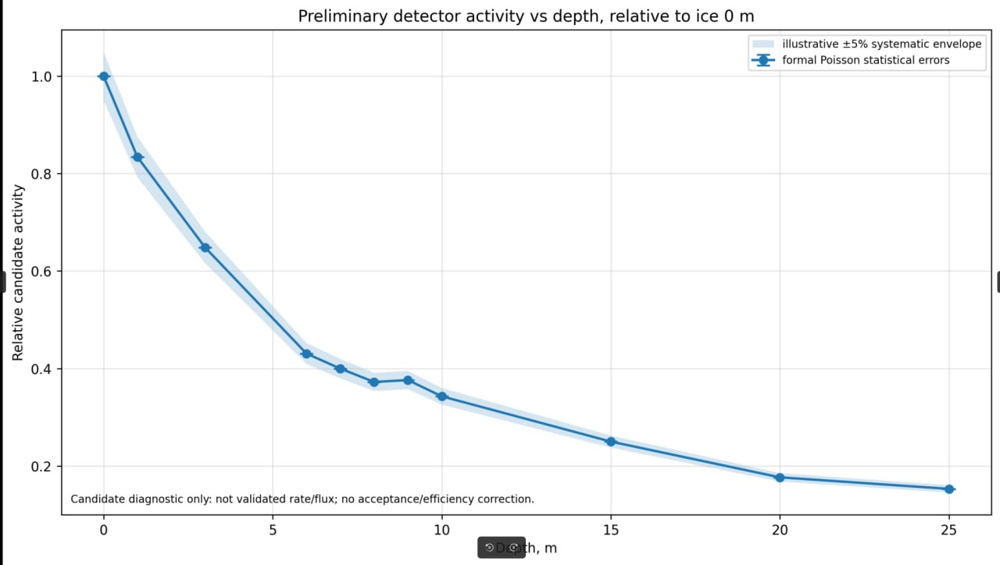 Preliminary detector activity vs depth, relative to ice 0 m
illustrative ±5% systematic envelope
formal Poisson statistical errors
Relative candidate activity
1.0
0.8
0.6
0.4
0.2
Candidate diagnostic only: not validated rate/flux; no acceptance/efficiency correction.
0 5 10 15 20 25
Depth, m